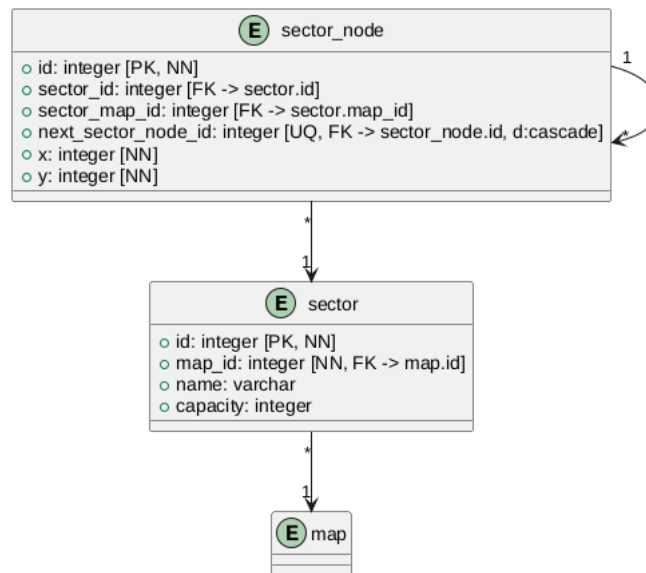 E sector_node
id: integer [PK, NN]
sector_id: integer [FK -> sector.id]
sector_map_id: integer [FK -> sector.map_id]
next_sector_node_id: integer [UQ, FK -> sector_node.id, d:cascade]
x: integer [NN]
y: integer [NN]
1
*
*
1
E sector
id: integer [PK, NN]
map_id: integer [NN, FK -> map.id]
name: varchar
capacity: integer
*
1
E map